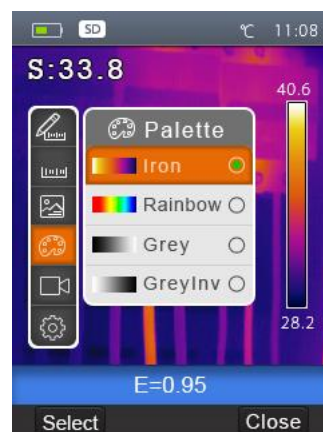 SD
℃ 11:08
S:33.8
40.6
Palette
Iron
Rainbow
Grey
GreyInv
28.2
E=0.95
Select Close